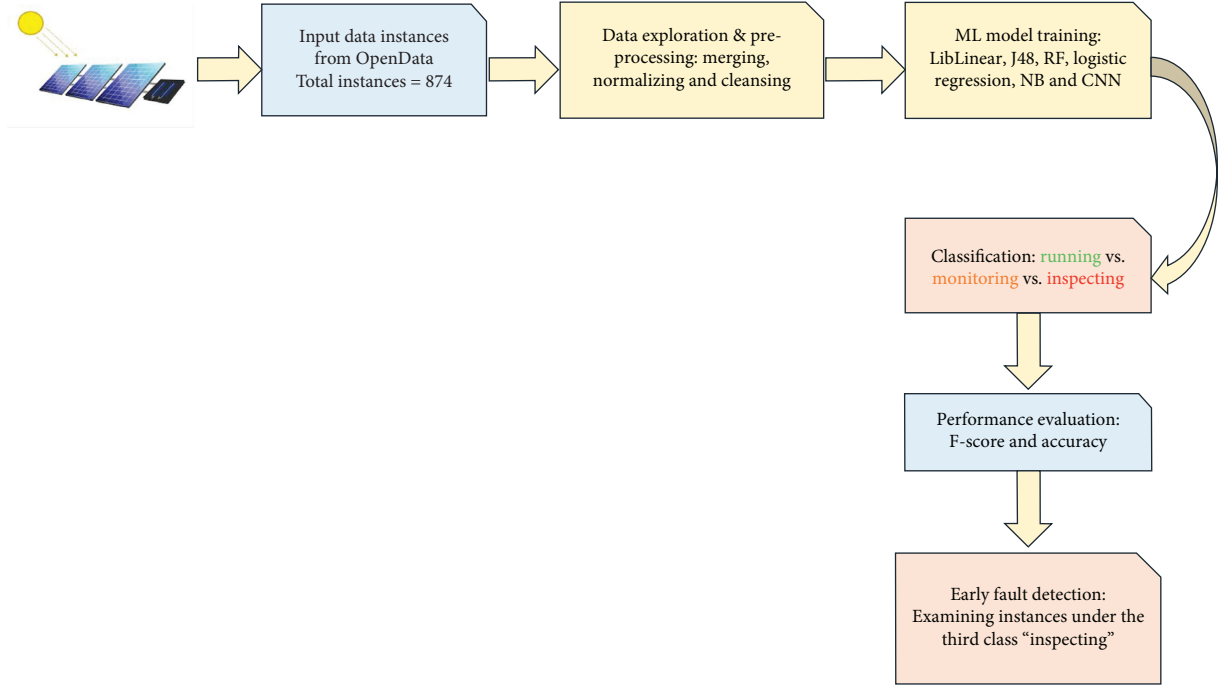 Input data instances
from OpenData
Total instances = 874
Data exploration & pre-
processing: merging,
normalizing and cleansing
ML model training:
LibLinear, J48, RF, logistic
regression, NB and CNN
Classification: running vs.
monitoring vs. inspecting
Performance evaluation:
F-score and accuracy
Early fault detection:
Examining instances under the
third class “inspecting”